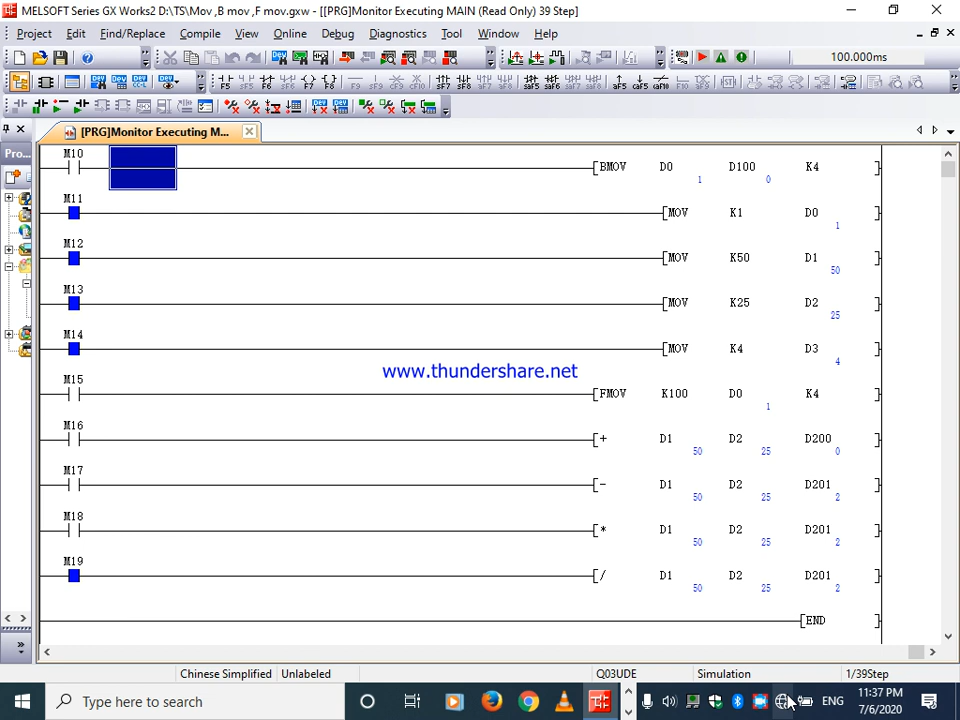 MELSOFT Series GX Works2 D:\TS\Mov ,B mov ,F mov.gxw - [[PRG]Monitor Executing MAIN (Read Only) 39 Step]
Project Edit Find/Replace Compile View Online Debug Diagnostics Tool Window Help
100.000ms
[PRG]Monitor Executing M...
Pro...
M10 BMOV D0 D100 K4
1 0
M11 MOV K1 D0
1
M12 MOV K50 D1
50
M13 MOV K25 D2
25
M14 MOV K4 D3
4
www.thundershare.net
M15 FMOV K100 D0 K4
1
M16 + D1 D2 D200
50 25 0
M17 - D1 D2 D201
50 25 2
M18 * D1 D2 D201
50 25 2
M19 / D1 D2 D201
50 25 2
END
Chinese Simplified Unlabeled Q03UDE Simulation 1/39Step
Type here to search
ENG
11:37 PM
7/6/2020